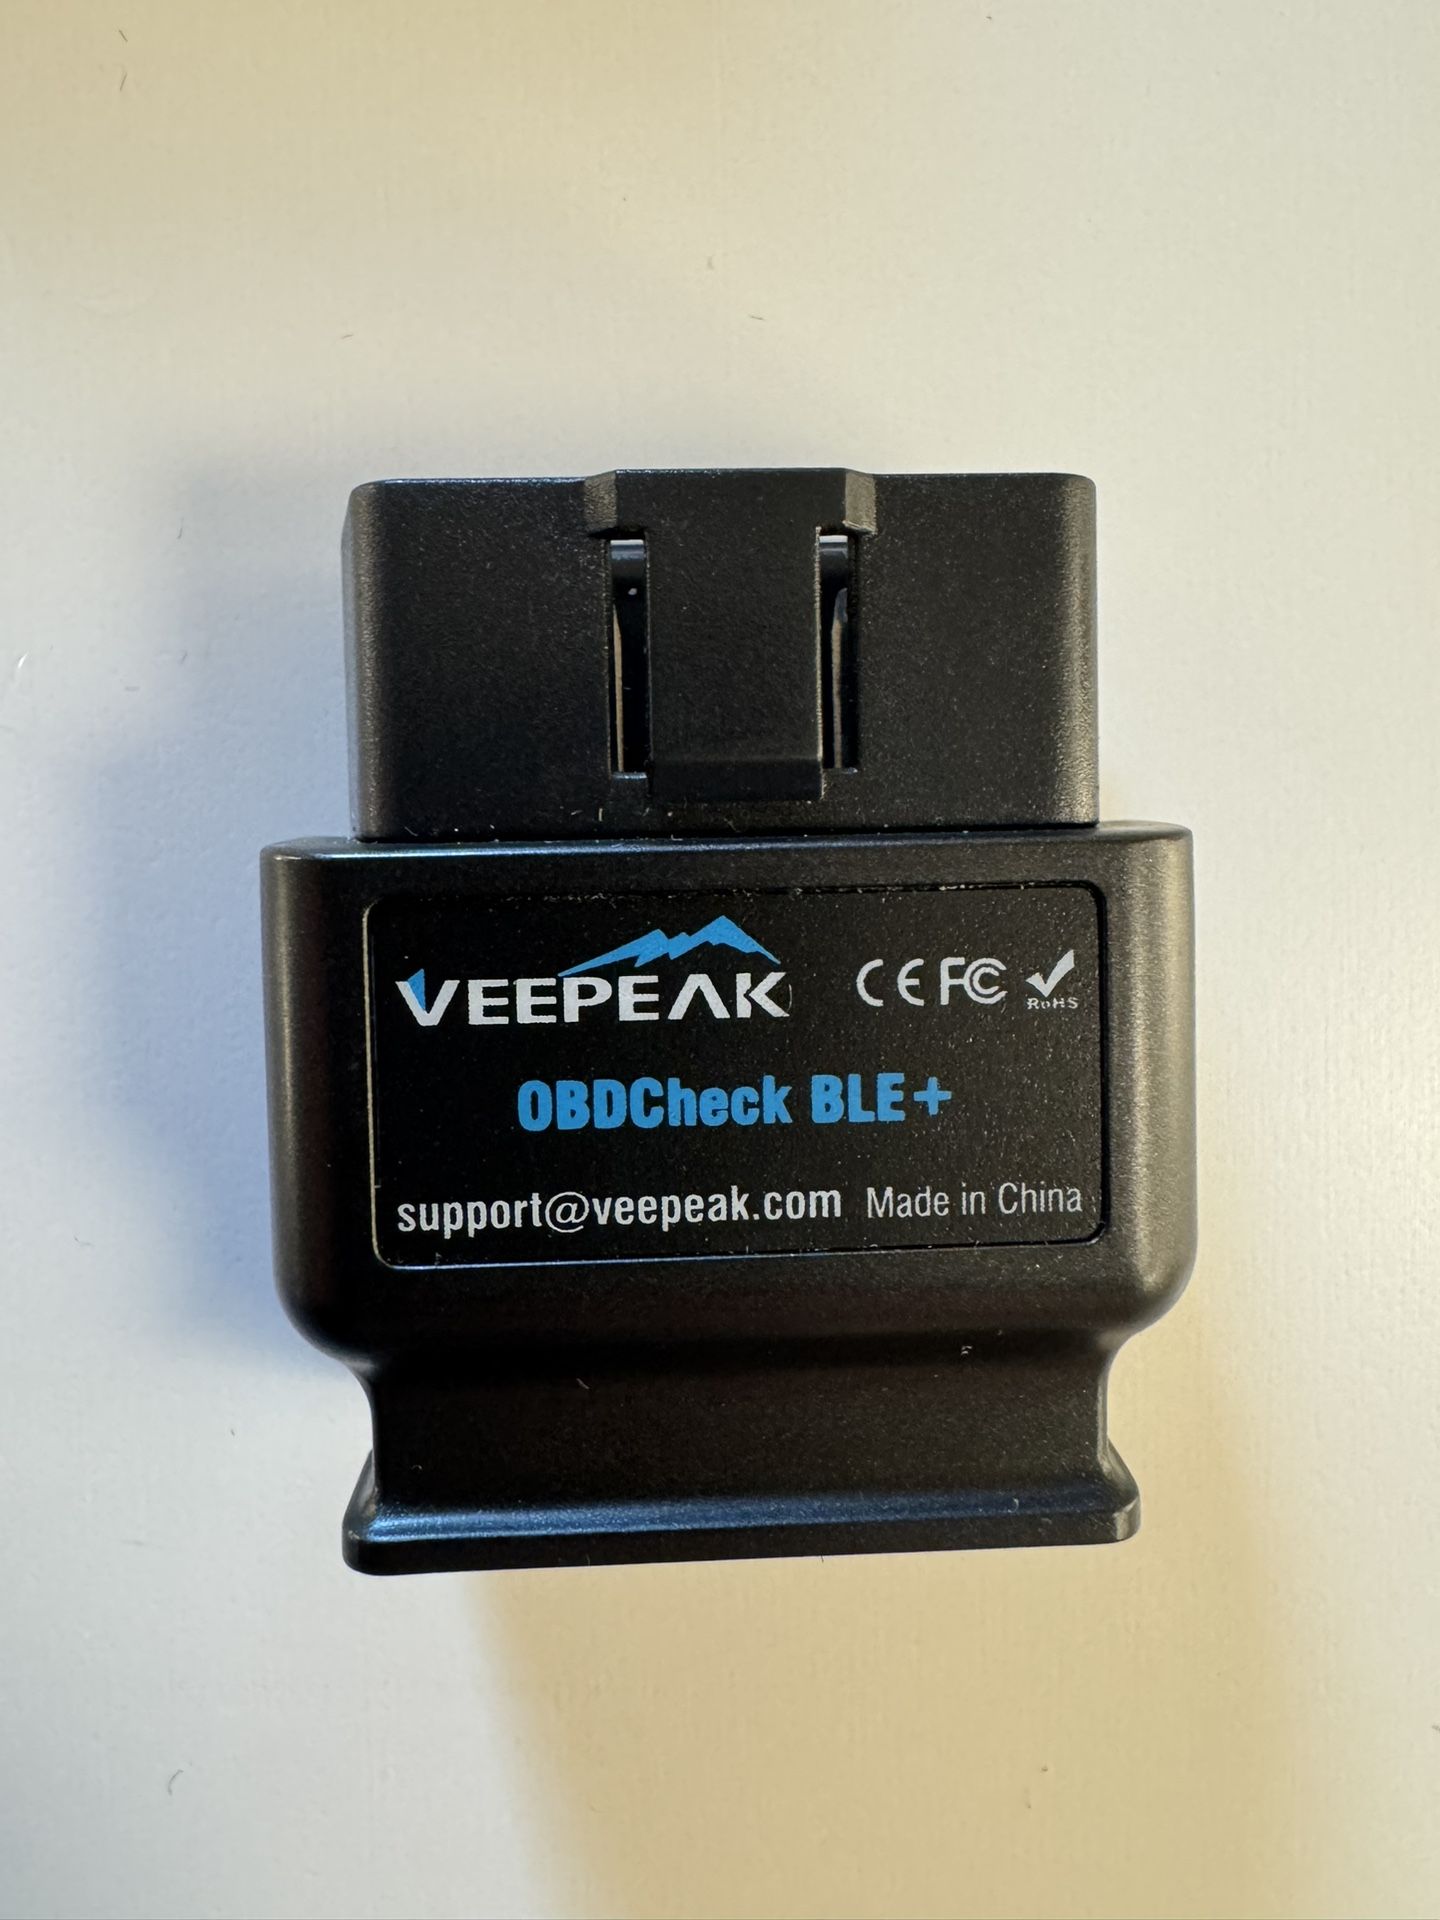 VEEPEAK CE FC RoHS
OBDCheck BLE+
support@veepeak.com Made in China